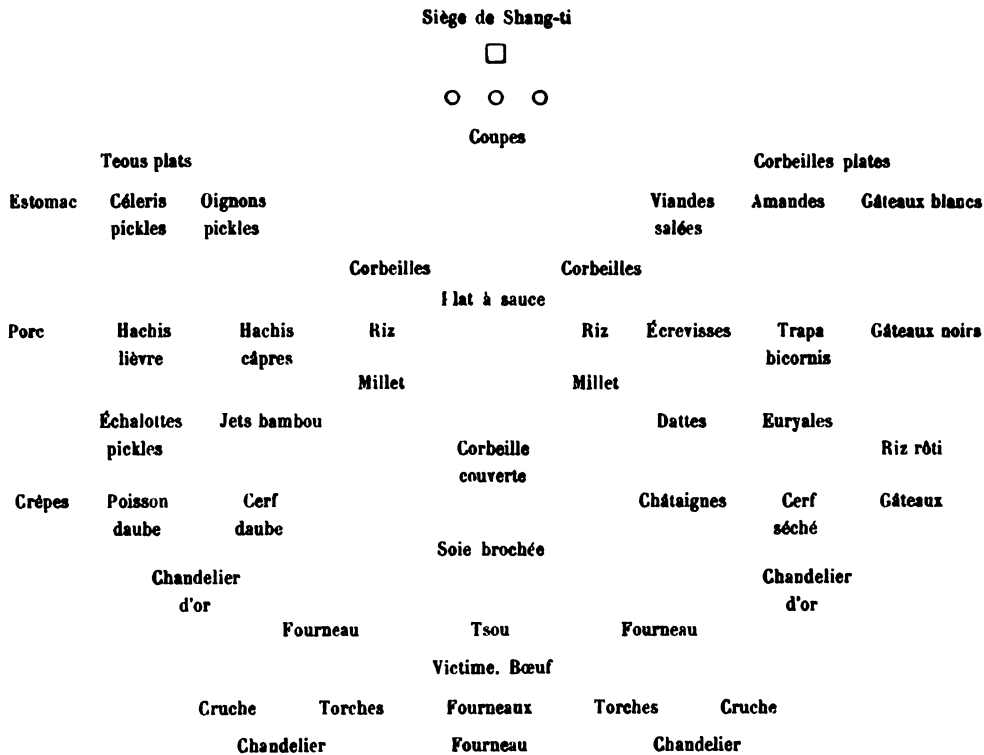 Siège de Shang-ti
Coupes
Teous plats Corbeilles plates
Estomac Céleris Oignons Viandes Amandes Gâteaux blancs
pickles pickles salées
Corbeilles Corbeilles
Plat à sauce
Porc Hachis Hachis Riz Riz Écrevisses Trapa Gâteaux noirs
lièvre câpres bicornis
Millet Millet
Échalottes Jets bambou Dattes Euryales
pickles Corbeille Riz rôti
couverte
Crêpes Poisson Cerf Châtaignes Cerf Gâteaux
daube daube séché
Soie brochée
Chandelier Chandelier
d'or d'or
Fourneau Tsou Fourneau
Victime. Bœuf
Cruche Torches Fourneaux Torches Cruche
Chandelier Fourneau Chandelier